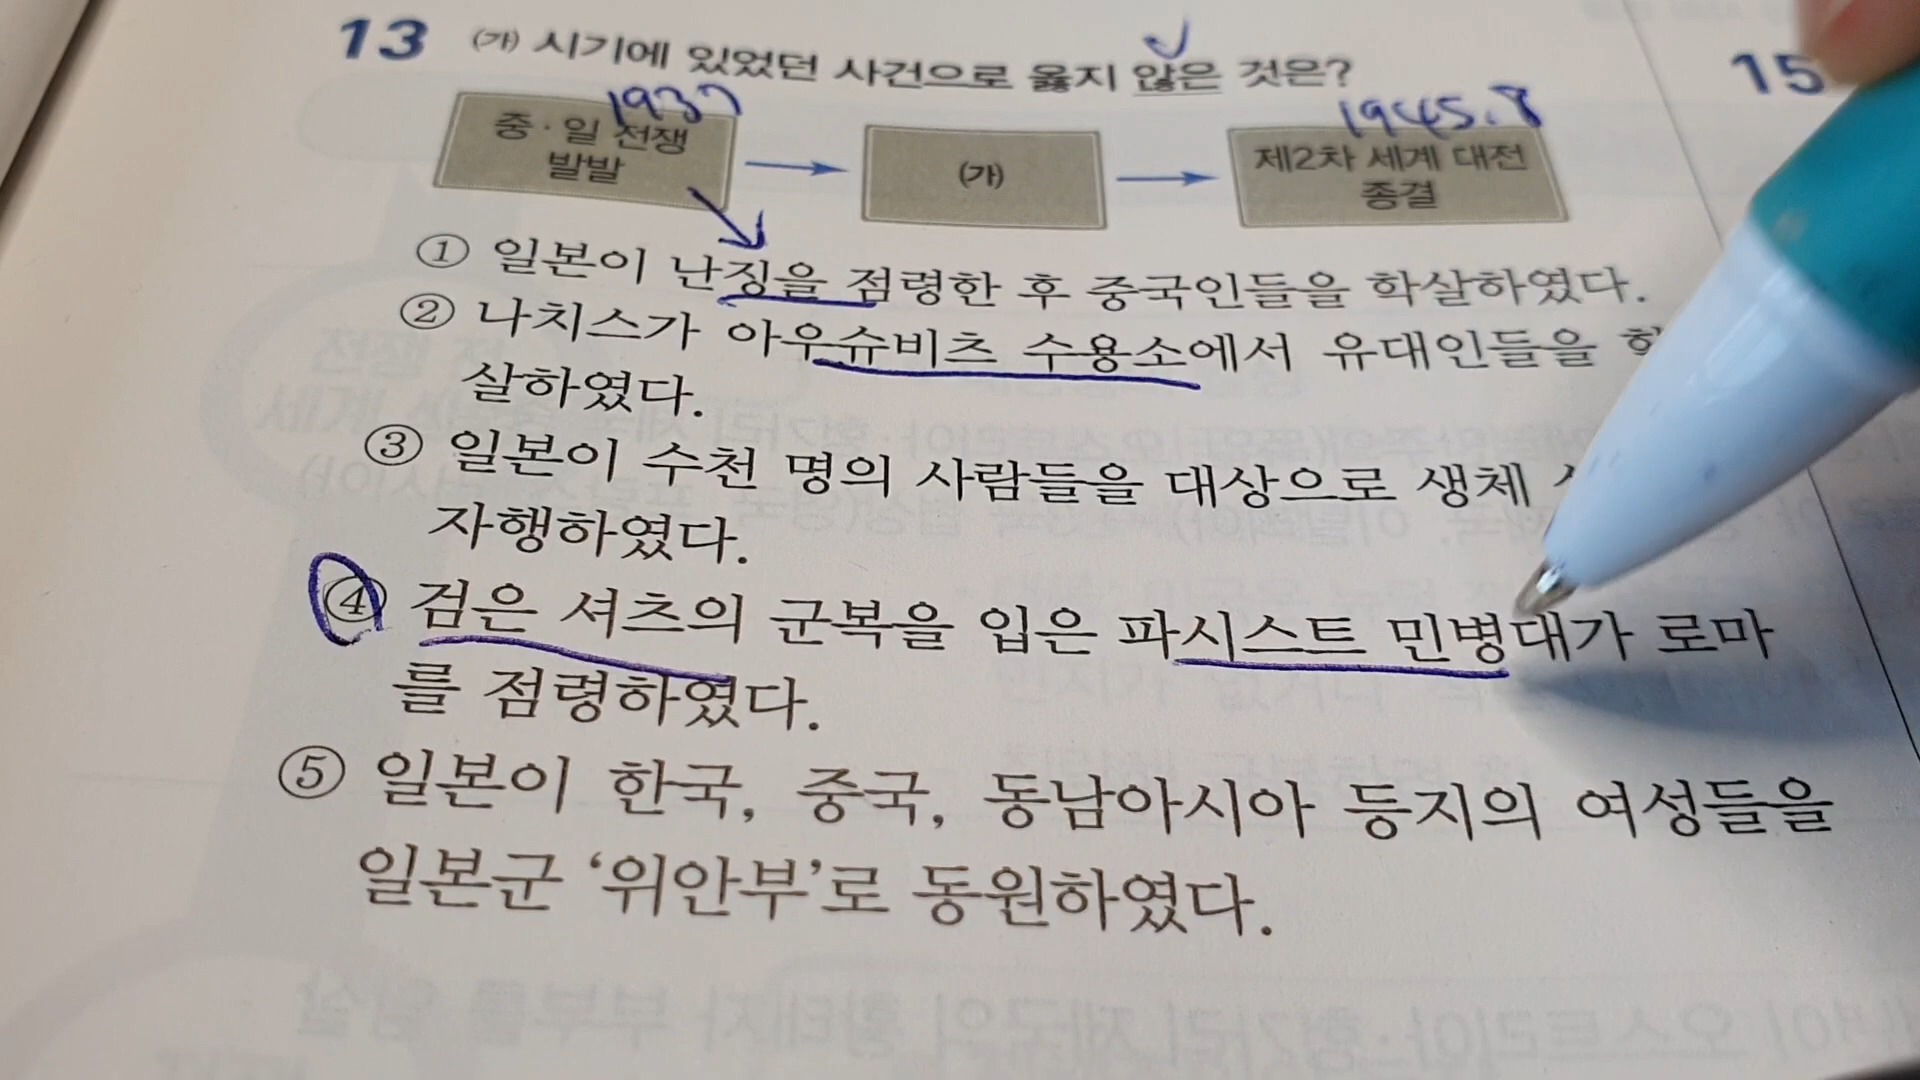 13 (가) 시기에 있었던 사건으로 옳지 않은 것은?
15
1937
1945.8
중·일 전쟁
발발
(가)
제2차 세계 대전
종결
① 일본이 난징을 점령한 후 중국인들을 학살하였다.
② 나치스가 아우슈비츠 수용소에서 유대인들을 학
살하였다.
③ 일본이 수천 명의 사람들을 대상으로 생체
자행하였다.
④ 검은 셔츠의 군복을 입은 파시스트 민병대가 로마
를 점령하였다.
⑤ 일본이 한국, 중국, 동남아시아 등지의 여성들을
일본군 ‘위안부’로 동원하였다.